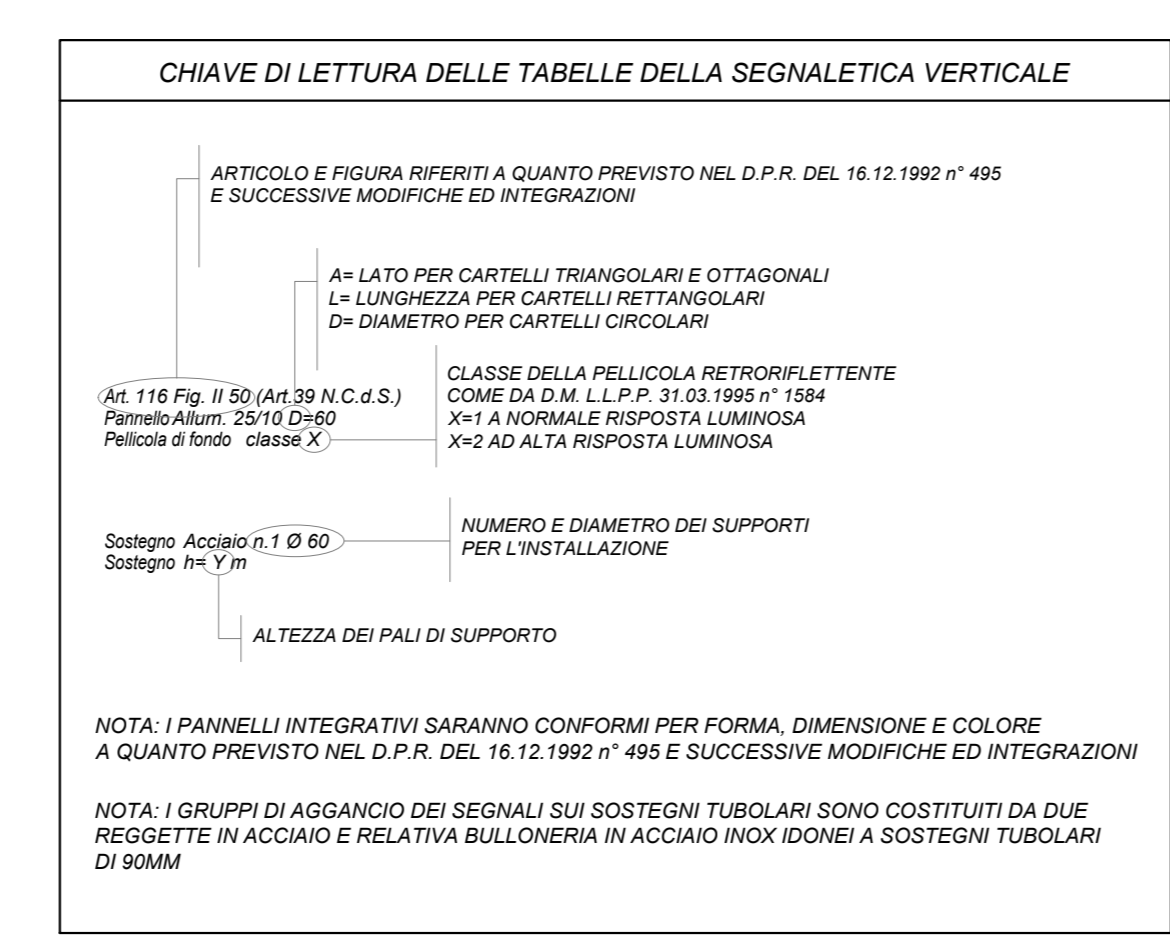 CHIAVE DI LETTURA DELLE TABELLE DELLA SEGNALETICA VERTICALE
ARTICOLO E FIGURA RIFERITI A QUANTO PREVISTO NEL D.P.R. DEL 16.12.1992 n° 495
E SUCCESSIVE MODIFICHE ED INTEGRAZIONI
A= LATO PER CARTELLI TRIANGOLARI E OTTAGONALI
L= LUNGHEZZA PER CARTELLI RETTANGOLARI
D= DIAMETRO PER CARTELLI CIRCOLARI
Art. 116 Fig. II 50 (Art.39 N.C.d.S.)
Pannello Allum. 25/10 D=60
Pellicola di fondo classe X
CLASSE DELLA PELLICOLA RETRORIFLETTENTE
COME DA D.M. L.L.P.P. 31.03.1995 n° 1584
X=1 A NORMALE RISPOSTA LUMINOSA
X=2 AD ALTA RISPOSTA LUMINOSA
Sostegno Acciaio n.1 Ø 60
Sostegno h= Y m
NUMERO E DIAMETRO DEI SUPPORTI
PER L'INSTALLAZIONE
ALTEZZA DEI PALI DI SUPPORTO
NOTA: I PANNELLI INTEGRATIVI SARANNO CONFORMI PER FORMA, DIMENSIONE E COLORE
A QUANTO PREVISTO NEL D.P.R. DEL 16.12.1992 n° 495 E SUCCESSIVE MODIFICHE ED INTEGRAZIONI
NOTA: I GRUPPI DI AGGANCIO DEI SEGNALI SUI SOSTEGNI TUBOLARI SONO COSTITUITI DA DUE
REGGETTE IN ACCIAIO E RELATIVA BULLONERIA IN ACCIAIO INOX IDONEI A SOSTEGNI TUBOLARI
DI 90MM